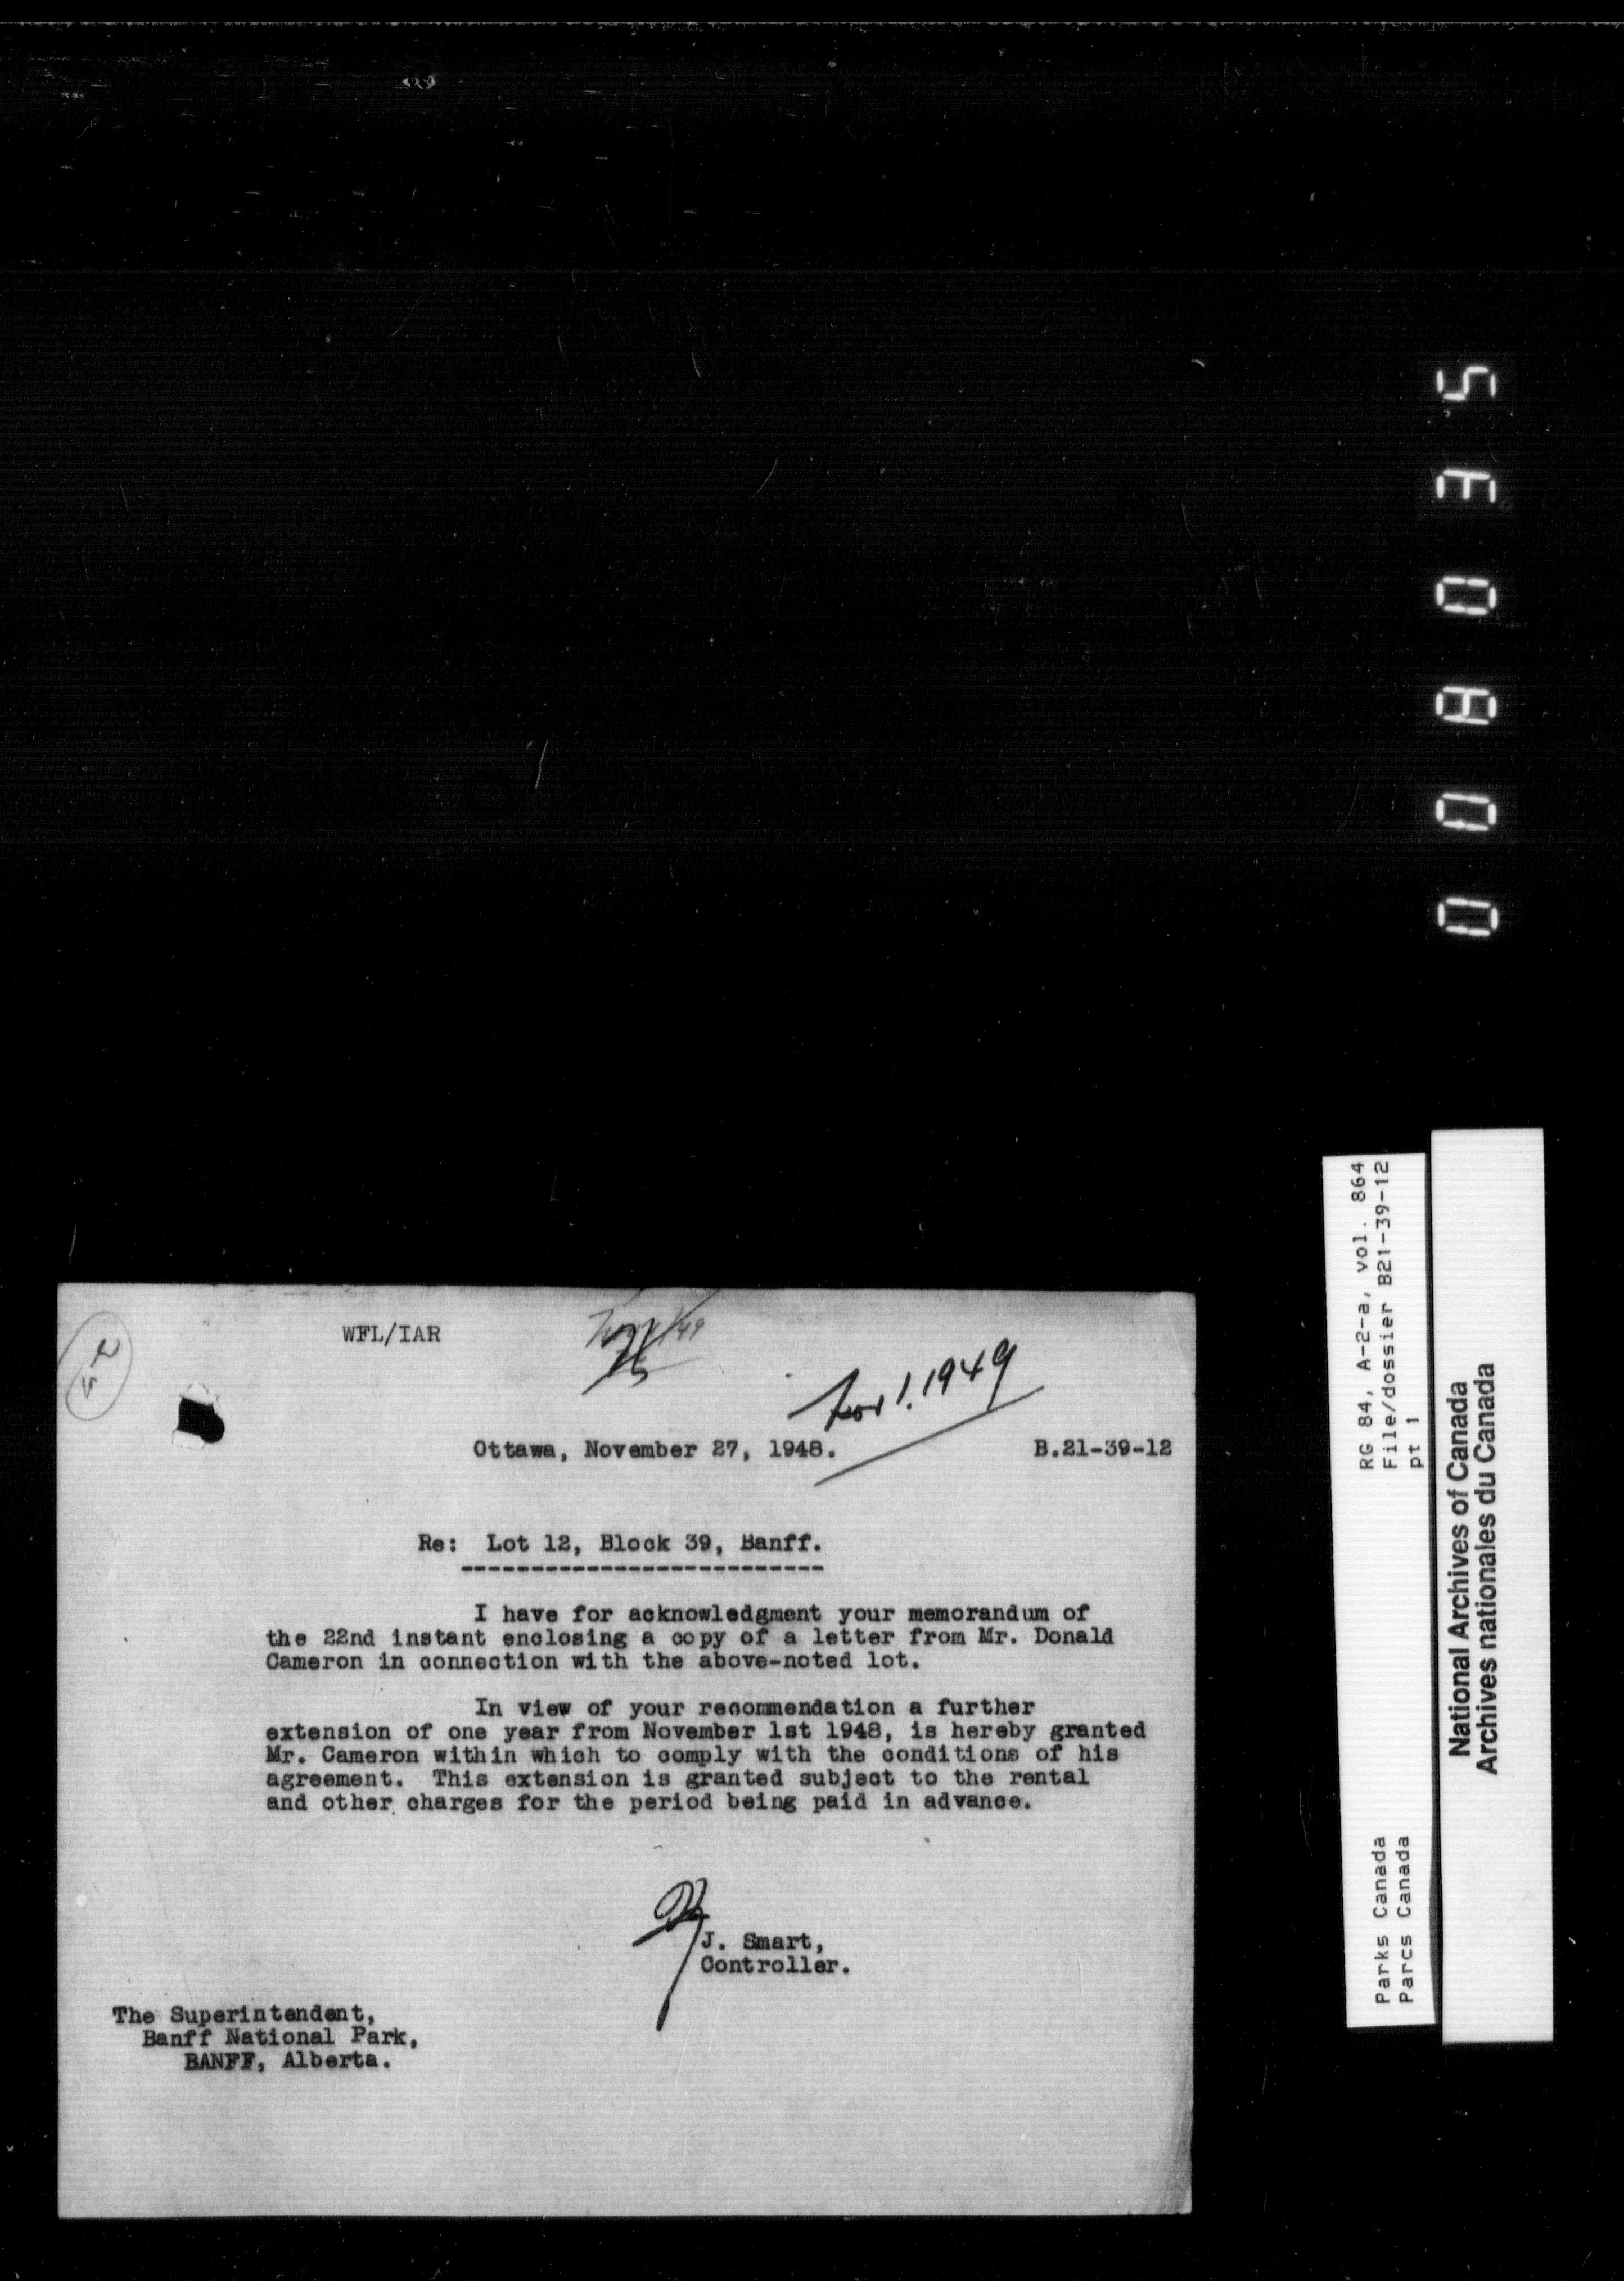 WFL/IAR
Nov 1. 1949
Ottawa, November 27, 1948.
B.21-39-12
Re: Lot 12, Block 39, Banff.
I have for acknowledgment your memorandum of
the 22nd instant enclosing a copy of a letter from Mr. Donald
Cameron in connection with the above-noted lot.
In view of your recommendation a further
extension of one year from November 1st 1948, is hereby granted
Mr. Cameron within which to comply with the conditions of his
agreement. This extension is granted subject to the rental
and other charges for the period being paid in advance.
J. Smart,
Controller.
The Superintendent,
Banff National Park,
BANFF, Alberta.
RG 84, A-2-a, vol. 864
File/dossier B21-39-12
pt 1
Parks Canada
Parcs Canada
National Archives of Canada
Archives nationales du Canada